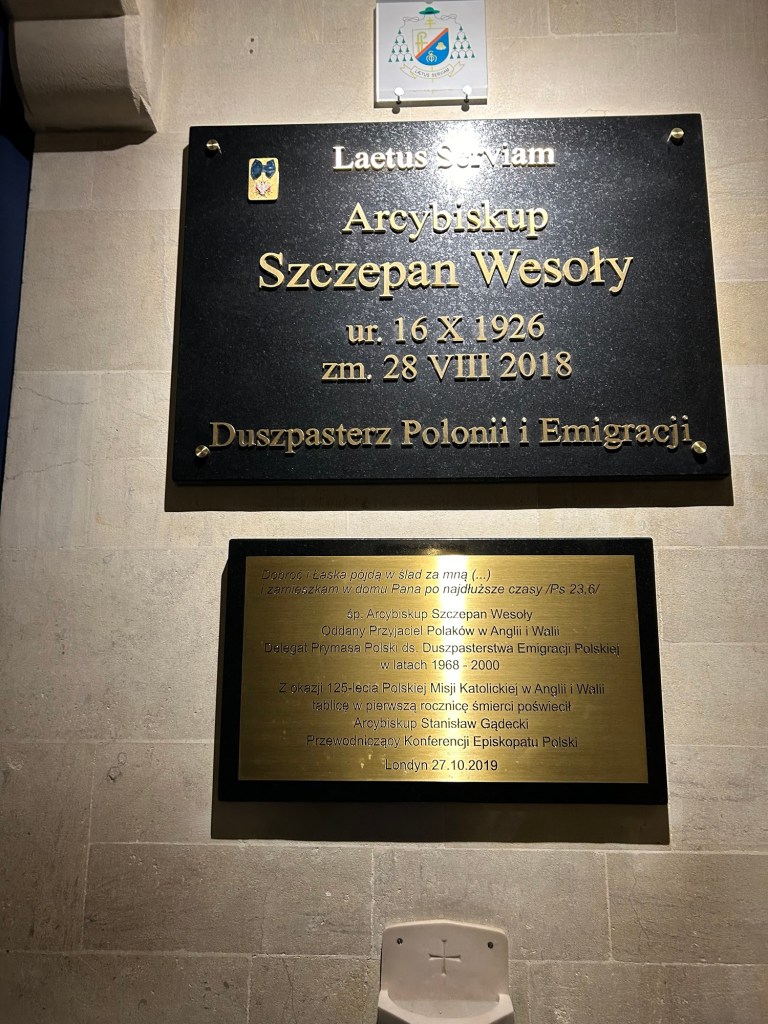 LAETUS SERVIAM
Laetus Serviam
Arcybiskup
Szczepan Wesoły
ur. 16 X 1926
zm. 28 VIII 2018
Duszpasterz Polonii i Emigracji
Dobroć i Łaska pójdą w ślad za mną (...)
i zamieszkam w domu Pana po najdłuższe czasy /Ps 23,6/
śp. Arcybiskup Szczepan Wesoły
Oddany Przyjaciel Polaków w Anglii i Walii
Delegat Prymasa Polski ds. Duszpasterstwa Emigracji Polskiej
w latach 1968 - 2000
Z okazji 125-lecia Polskiej Misji Katolickiej w Anglii i Walii
tablicę w pierwszą rocznicę śmierci poświęcił
Arcybiskup Stanisław Gądecki
Przewodniczący Konferencji Episkopatu Polski
Londyn 27.10.2019